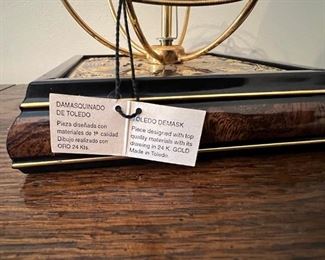 DAMASQUINADO
DE TOLEDO
Pieza diseñada con
materiales de 1ª calidad
Dibujo realizado con
ORO 24 Kls.
TOLEDO DEMASK
Piece designed with top
quality materials with its
drawing in 24 K. GOLD
Made in Toledo.